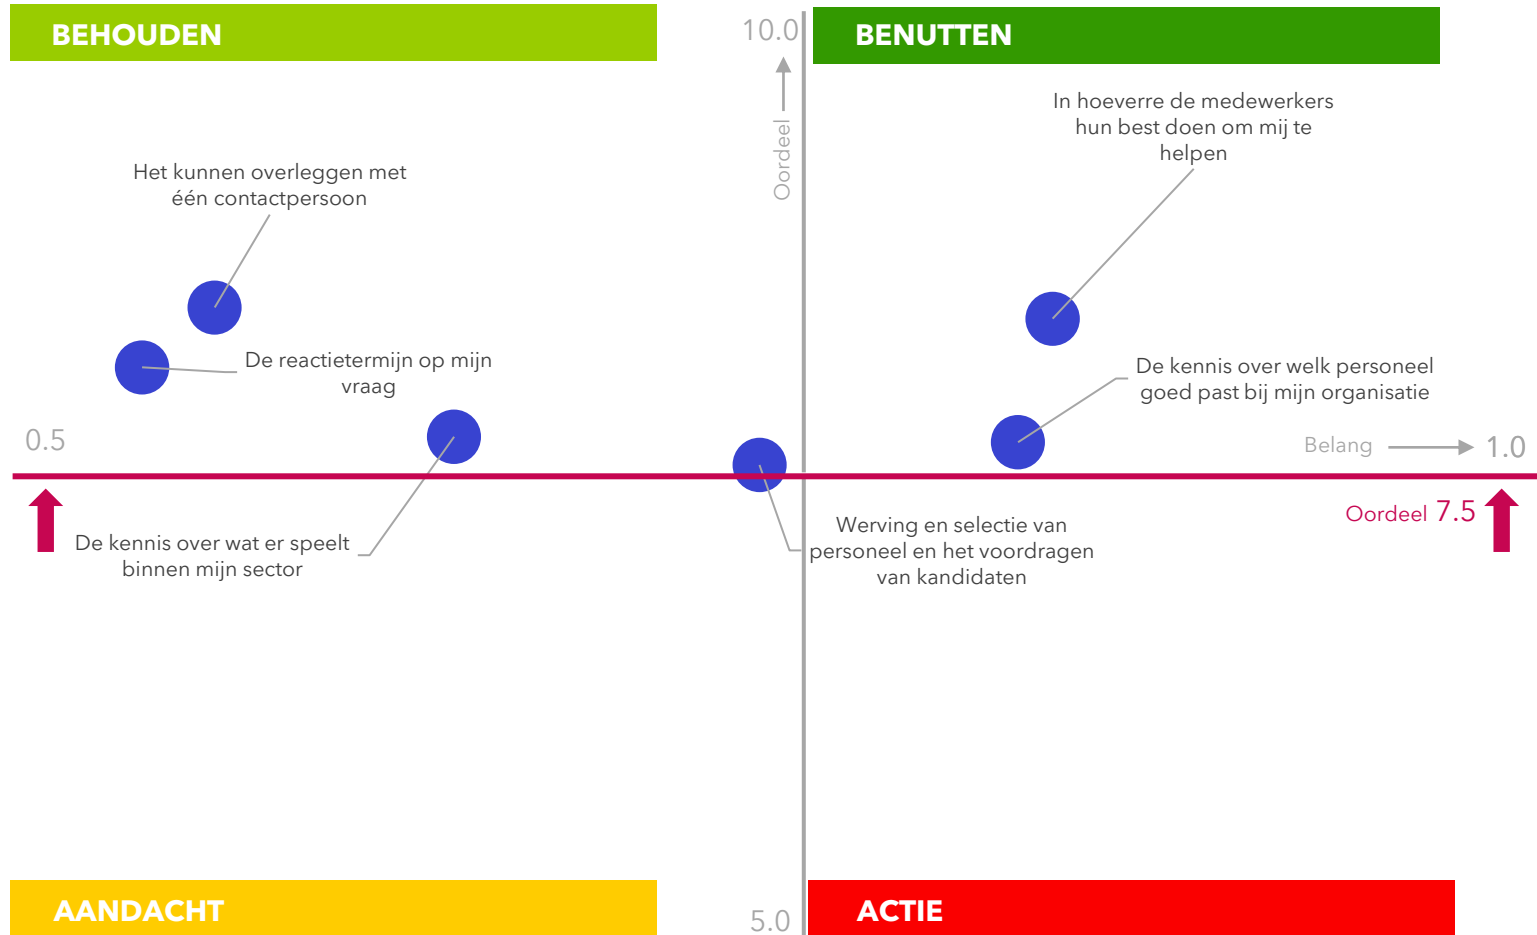 BEHOUDEN
10.0
BENUTTEN
Oordeel
In hoeverre de medewerkers
hun best doen om mij te
helpen
Het kunnen overleggen met
één contactpersoon
De reactietermijn op mijn
vraag
De kennis over welk personeel
goed past bij mijn organisatie
0.5
Belang
1.0
Oordeel 7.5
De kennis over wat er speelt
binnen mijn sector
Werving en selectie van
personeel en het voordragen
van kandidaten
AANDACHT
5.0
ACTIE